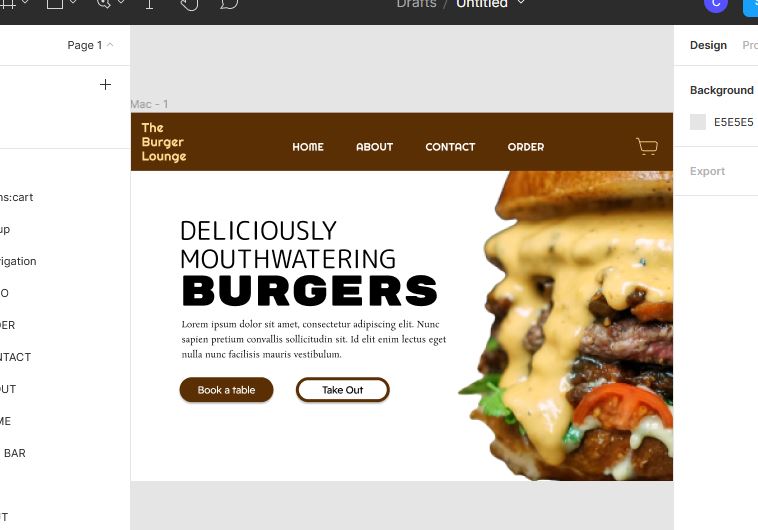 Drafts / Untitled
C
Page 1
Design
Background
E5E5E5
Export
Mac - 1
ns:cart
up
vigation
O
DER
NTACT
OUT
ME
BAR
The
Burger
Lounge
HOME ABOUT CONTACT ORDER
DELICIOUSLY
MOUTHWATERING
BURGERS
Lorem ipsum dolor sit amet, consectetur adipiscing elit. Nunc
sapien pretium convallis sollicitudin sit. Id elit enim lectus eget
nulla nunc facilisis mauris vestibulum.
Book a table Take Out